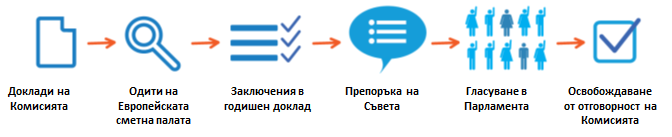 Доклади на
Комисията
Одити на
Европейската
сметна палата
Заключения в
годишен доклад
Препоръка на
Съвета
Гласуване в
Парламента
Освобождаване
от отговорност на
Комисията